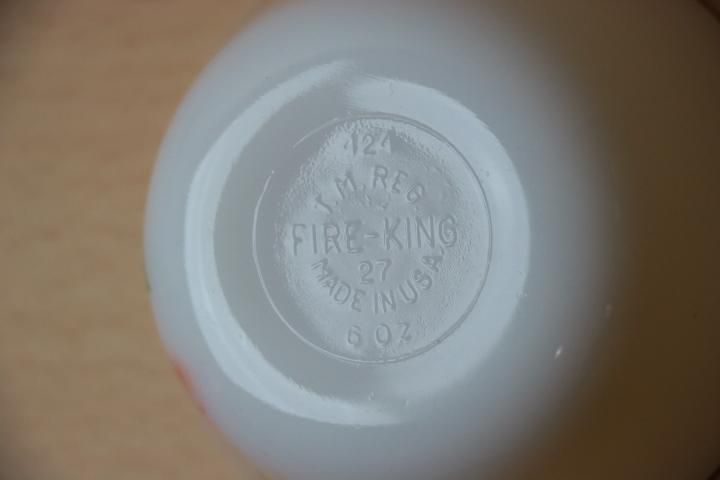 124
T.M. REG
FIRE-KING
27
MADE IN U.S.A.
6 OZ